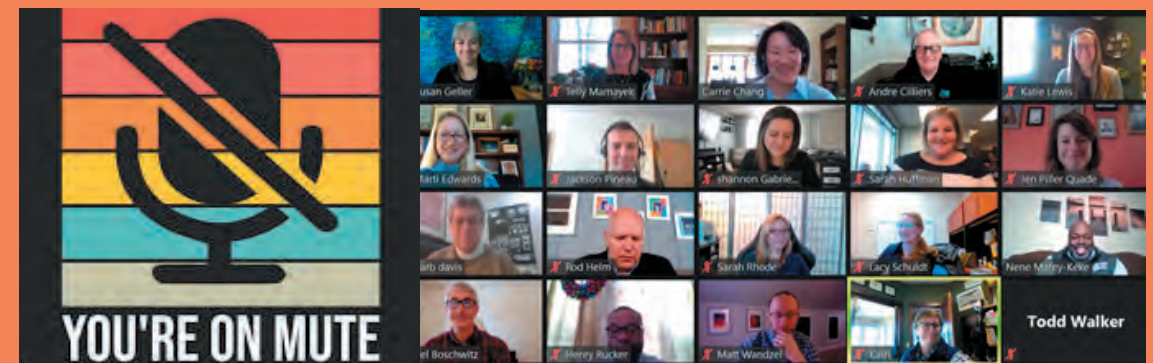 YOU'RE ON MUTE
usan Geller
Telly Mamayek
Carrie Chang
Andre Cilliers
Katie Lewis
Marti Edwards
Jackson Pineau
shannon Gabrie...
Sarah Huffman
Jen Piller Quade
arb davis
Rod Helm
Sarah Rhode
Lacy Schuldt
Nene Matey-Keke
el Boschwitz
Henry Rucker
Matt Wandzel
Todd Walker